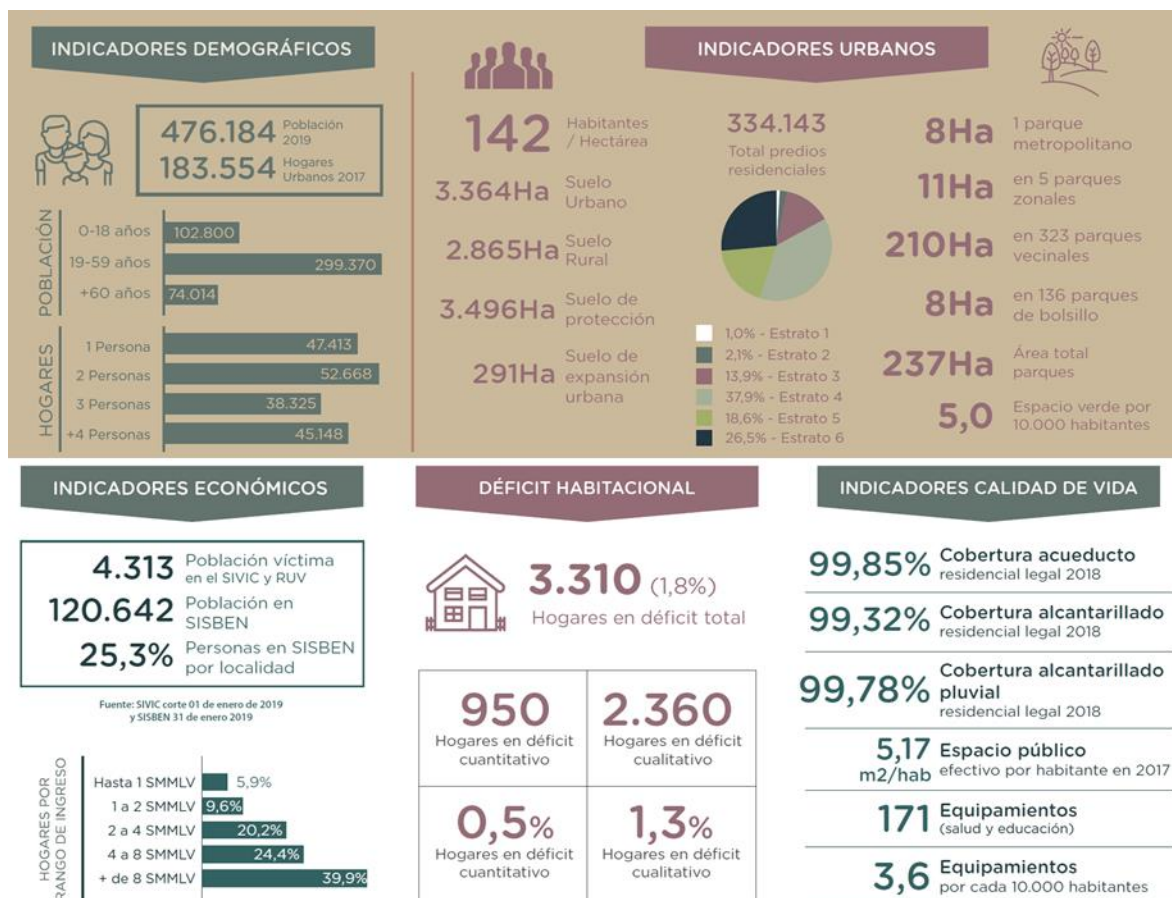 INDICADORES DEMOGRÁFICOS
476.184 Población
2019
183.554 Hogares
Urbanos 2017
POBLACIÓN
0-18 años 102.800
19-59 años 299.370
+60 años 74.014
HOGARES
1 Persona 47.413
2 Personas 52.668
3 Personas 38.325
+4 Personas 45.148
INDICADORES URBANOS
142 Habitantes
/ Hectárea
3.364Ha Suelo
Urbano
2.865Ha Suelo
Rural
3.496Ha Suelo de
protección
291Ha Suelo de
expansión
urbana
334.143
Total predios
residenciales
1,0% - Estrato 1
2,1% - Estrato 2
13,9% - Estrato 3
37,9% - Estrato 4
18,6% - Estrato 5
26,5% - Estrato 6
8Ha 1 parque
metropolitano
11Ha en 5 parques
zonales
210Ha en 323 parques
vecinales
8Ha en 136 parques
de bolsillo
237Ha Área total
parques
5,0 Espacio verde por
10.000 habitantes
INDICADORES ECONÓMICOS
4.313 Población víctima
en el SIVIC y RUV
120.642 Población en
SISBEN
25,3% Personas en SISBEN
por localidad
Fuente: SIVIC corte 01 de enero de 2019
y SISBEN 31 de enero 2019
HOGARES POR
RANGO DE INGRESO
Hasta 1 SMMLV 5,9%
1 a 2 SMMLV 9,6%
2 a 4 SMMLV 20,2%
4 a 8 SMMLV 24,4%
+ de 8 SMMLV 39,9%
DÉFICIT HABITACIONAL
3.310 (1,8%)
Hogares en déficit total
950
Hogares en déficit
cuantitativo
2.360
Hogares en déficit
cualitativo
0,5%
Hogares en déficit
cuantitativo
1,3%
Hogares en déficit
cualitativo
INDICADORES CALIDAD DE VIDA
99,85% Cobertura acueducto
residencial legal 2018
99,32% Cobertura alcantarillado
residencial legal 2018
99,78% Cobertura alcantarillado
pluvial
residencial legal 2018
5,17 Espacio público
m2/hab efectivo por habitante en 2017
171 Equipamientos
(salud y educación)
3,6 Equipamientos
por cada 10.000 habitantes